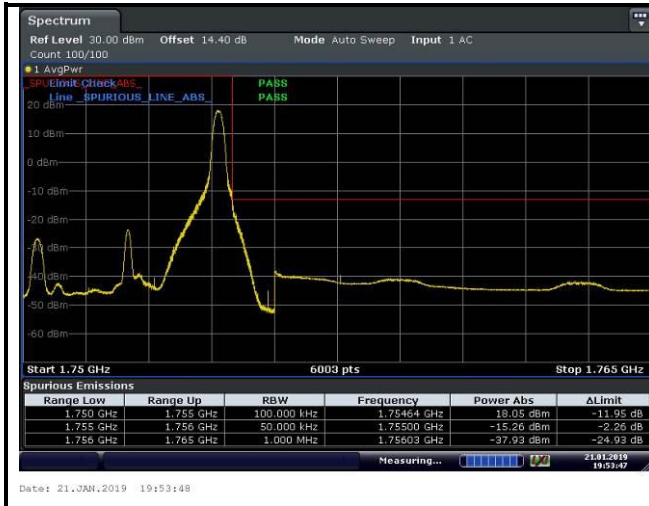 Spectrum
Ref Level 30.00 dBm Offset 14.40 dB Mode Auto Sweep Input 1 AC
Count 100/100
1 AvgPwr
Limit Check PASS
Line _SPURIOUS_LINE_ABS_ PASS
20 dBm
10 dBm
0 dBm
-10 dBm
-20 dBm
-30 dBm
-40 dBm
-50 dBm
-60 dBm
Start 1.75 GHz 6003 pts Stop 1.765 GHz
Spurious Emissions
Range Low Range Up RBW Frequency Power Abs ΔLimit
1.750 GHz 1.755 GHz 100.000 kHz 1.75464 GHz 18.05 dBm -11.95 dB
1.755 GHz 1.756 GHz 50.000 kHz 1.75500 GHz -15.26 dBm -2.26 dB
1.756 GHz 1.765 GHz 1.000 MHz 1.75603 GHz -37.93 dBm -24.93 dB
Measuring... 21.01.2019
19:53:47
Date: 21.JAN.2019 19:53:48